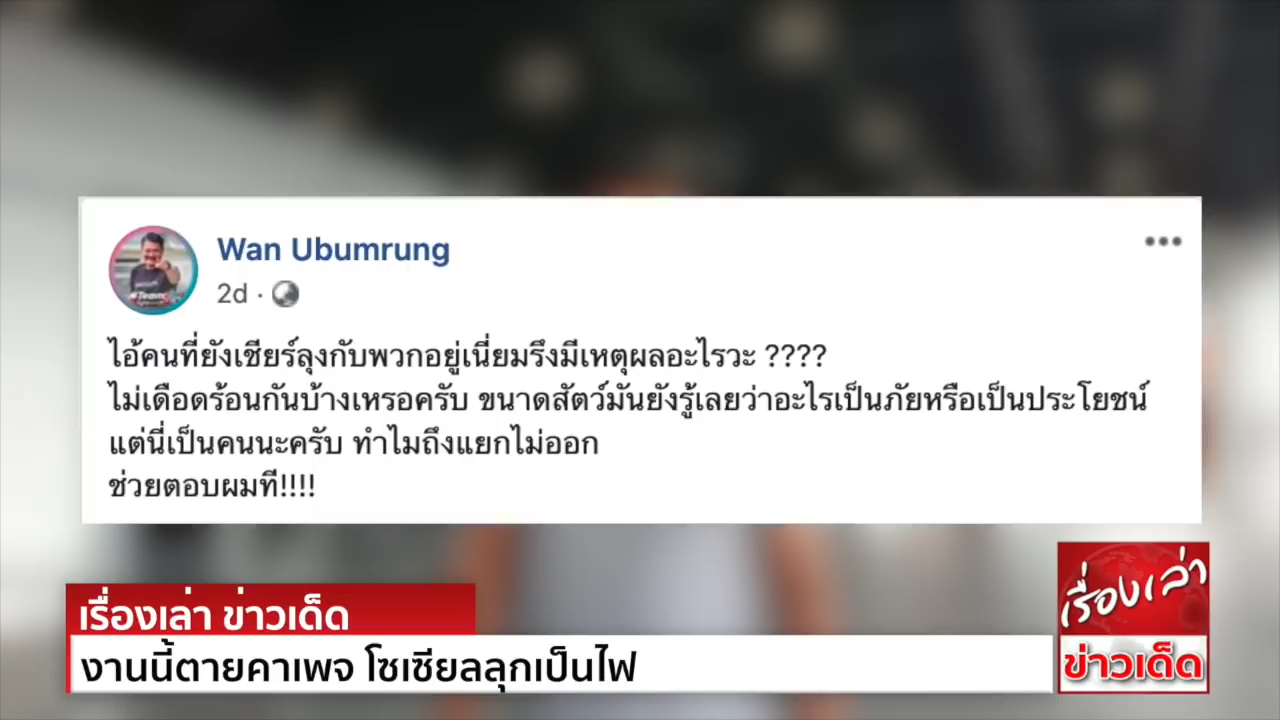 Wan Ubumrung
2d ·
ไอ้คนที่ยังเชียร์ลุงกับพวกอยู่เนี่ยมรึงมีเหตุผลอะไรวะ ????
ไม่เดือดร้อนกันบ้างเหรอครับ ขนาดสัตว์มันยังรู้เลยว่าอะไรเป็นภัยหรือเป็นประโยชน์
แต่นี่เป็นคนนะครับ ทำไมถึงแยกไม่ออก
ช่วยตอบผมที!!!!
เรื่องเล่า ข่าวเด็ด
งานนี้ตายคาเพจ โซเซียลลุกเป็นไฟ
เรื่องเล่า
ข่าวเด็ด